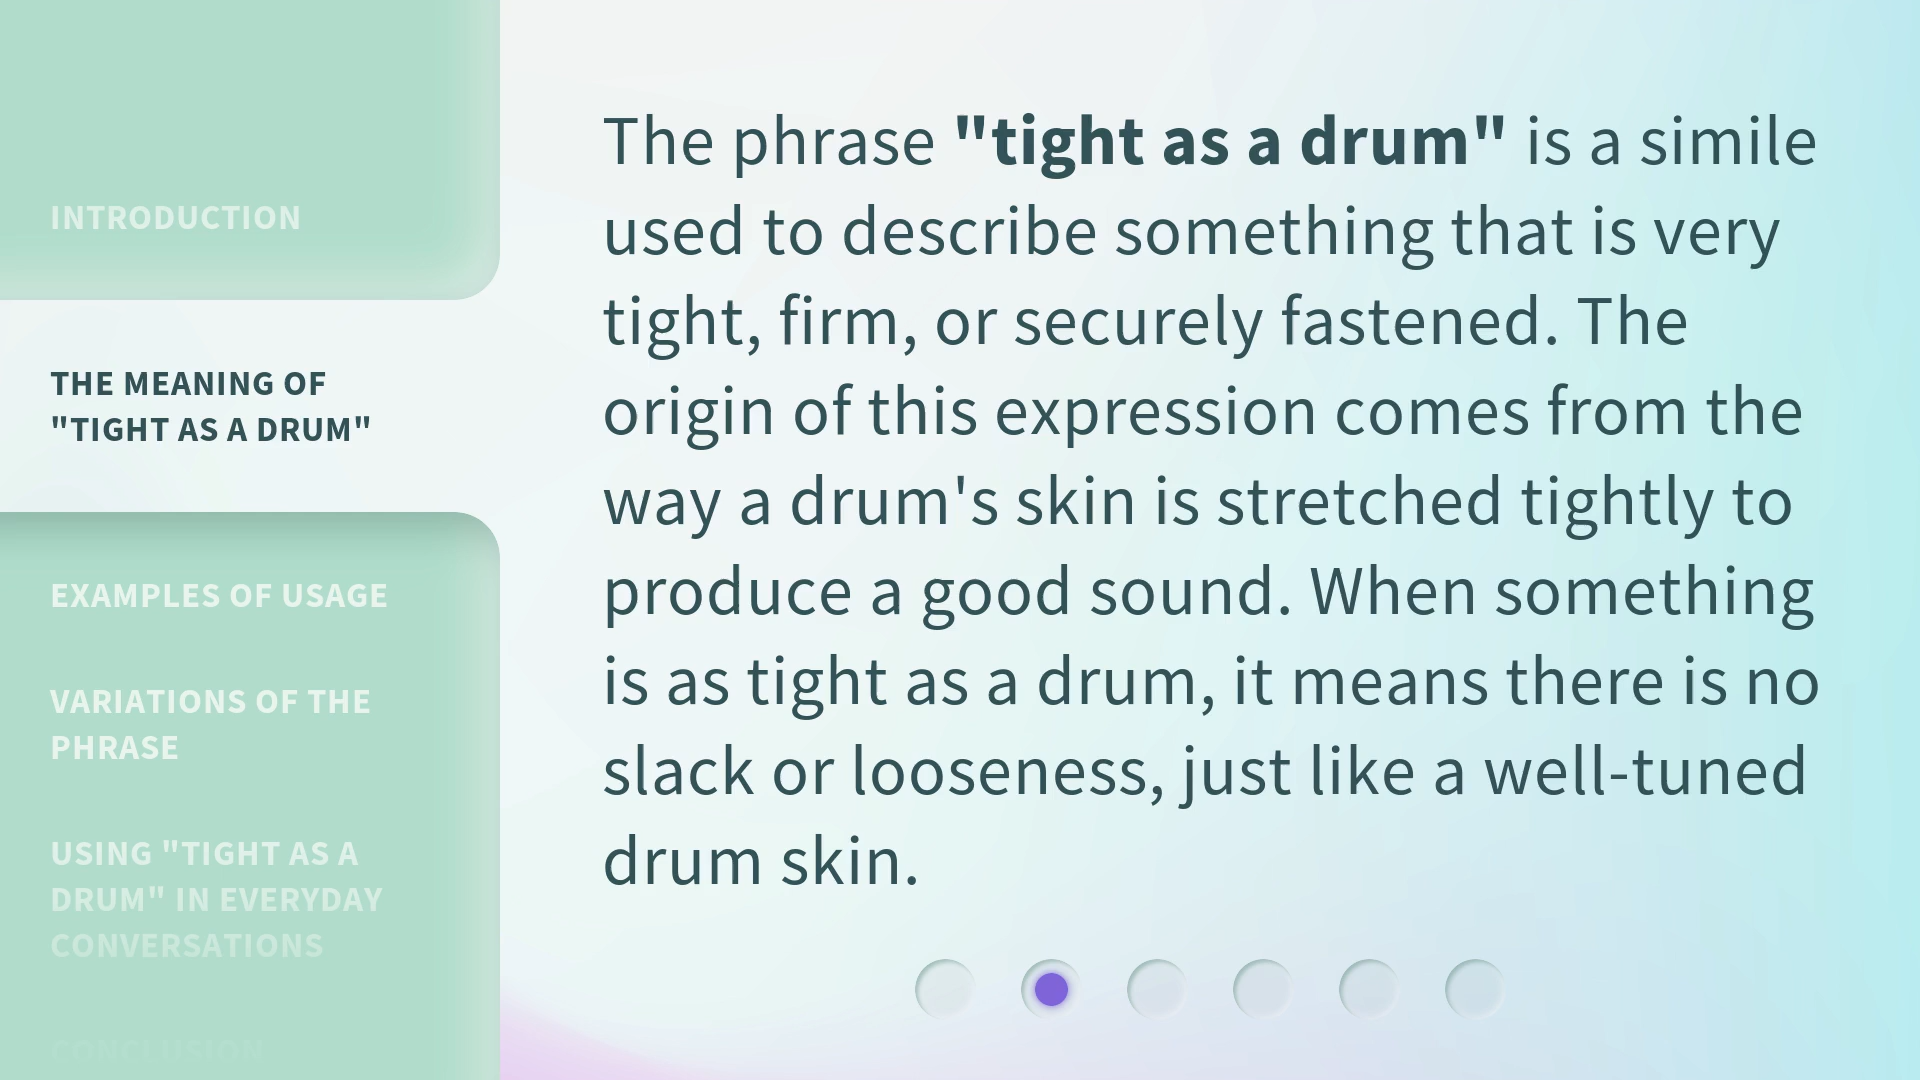 INTRODUCTION
THE MEANING OF
"TIGHT AS A DRUM"
EXAMPLES OF USAGE
VARIATIONS OF THE
PHRASE
USING "TIGHT AS A
DRUM" IN EVERYDAY
CONVERSATIONS
CONCLUSION
The phrase "tight as a drum" is a simile
used to describe something that is very
tight, firm, or securely fastened. The
origin of this expression comes from the
way a drum's skin is stretched tightly to
produce a good sound. When something
is as tight as a drum, it means there is no
slack or looseness, just like a well-tuned
drum skin.